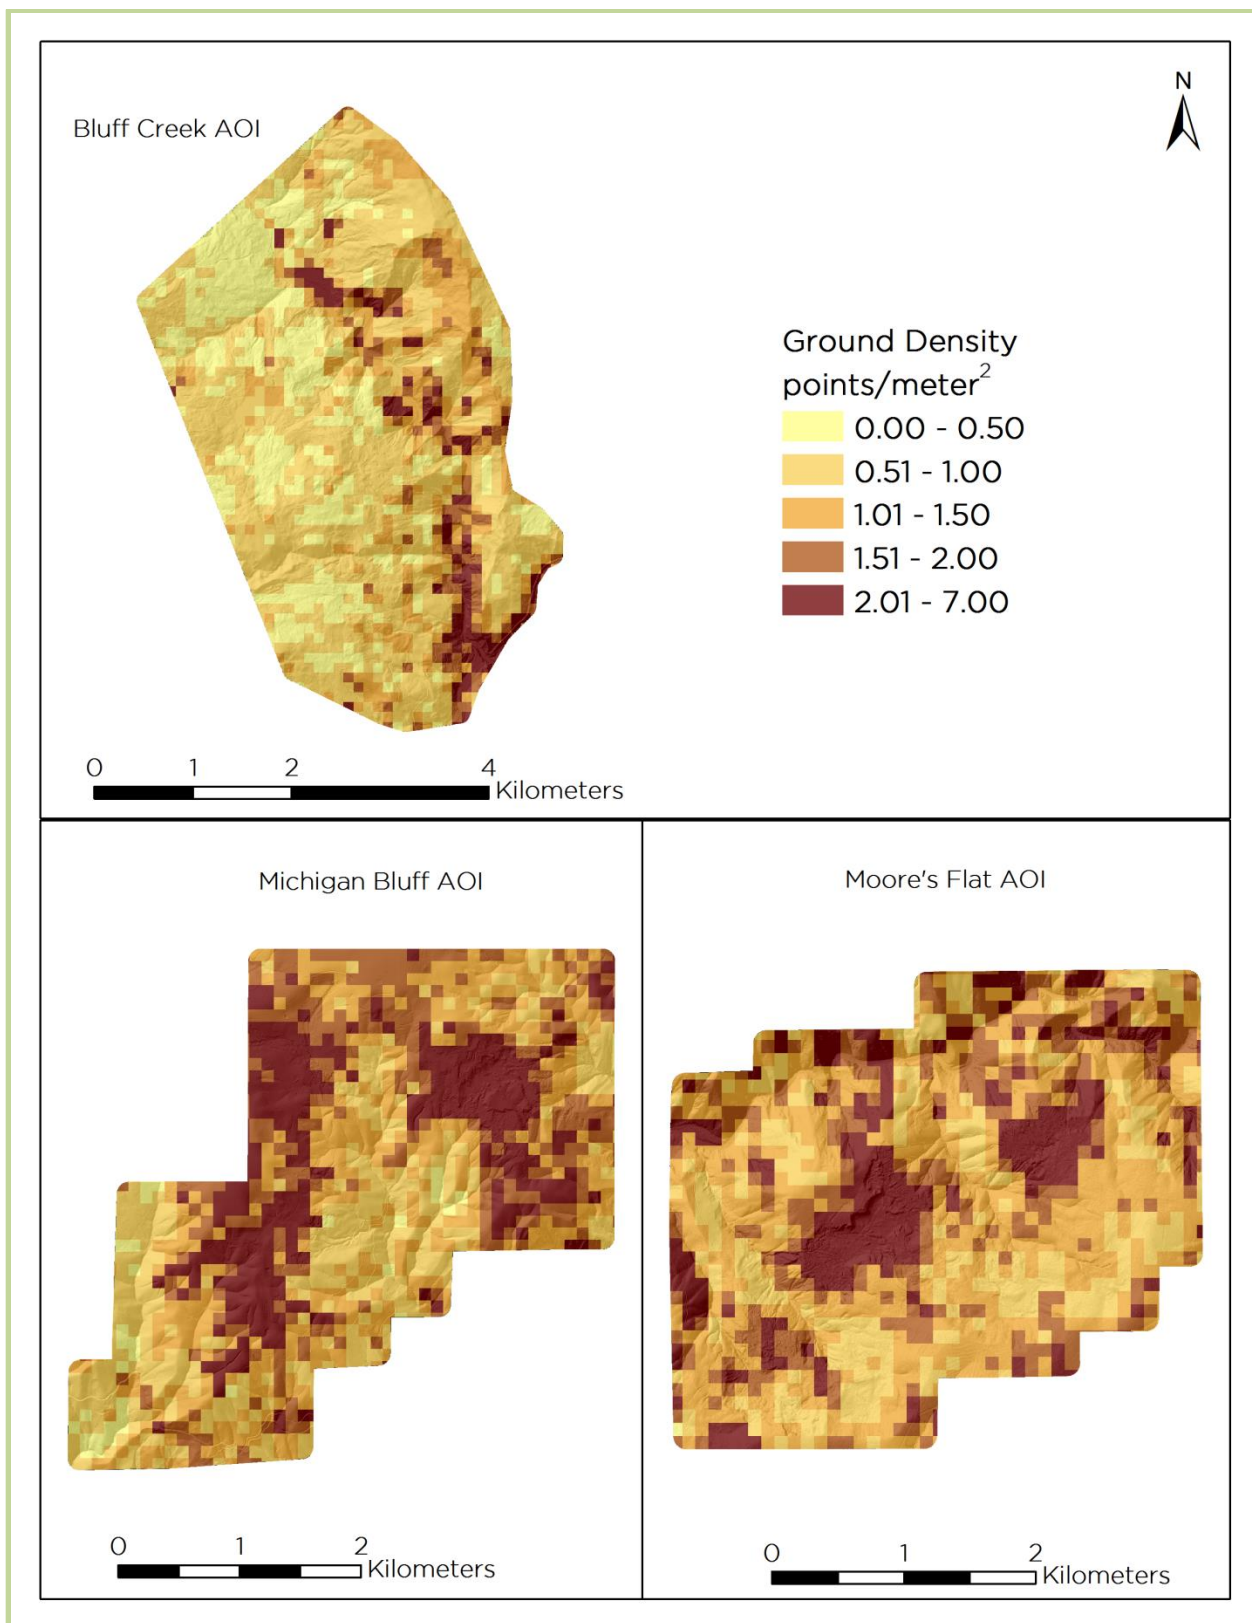 N
Bluff Creek AOI
Ground Density
points/meter²
0.00 - 0.50
0.51 - 1.00
1.01 - 1.50
1.51 - 2.00
2.01 - 7.00
0 1 2 4
Kilometers
Michigan Bluff AOI
0 1 2
Kilometers
Moore's Flat AOI
0 1 2
Kilometers